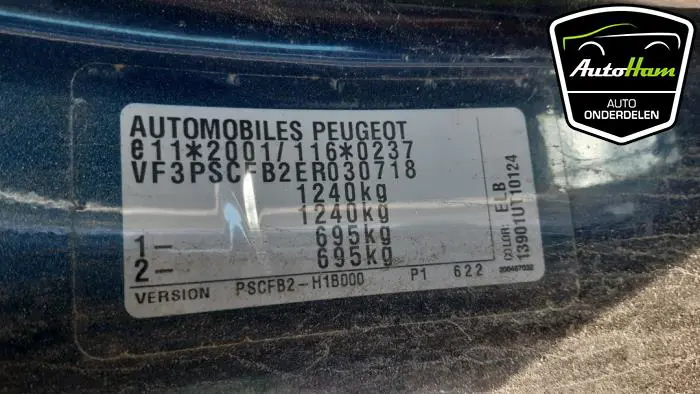 AUTOMOBILES PEUGEOT
e11*2001/116*0237
VF3PSCFB2ER030718
1240kg
1240kg
1- 695kg
2- 695kg
VERSION PSCFB2-H1B000 P1 622
COLOR: ELB
13901UT10124
200467032
AutoHam
AUTO
ONDERDELEN